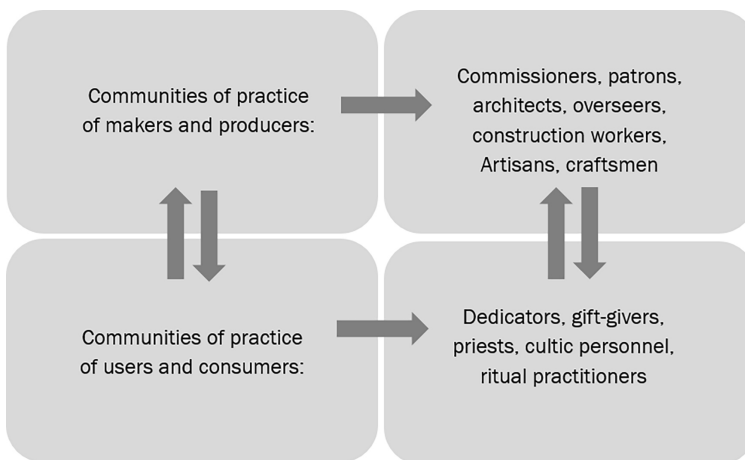 Communities of practice
of makers and producers:
Commissioners, patrons,
architects, overseers,
construction workers,
Artisans, craftsmen
Communities of practice
of users and consumers:
Dedicators, gift-givers,
priests, cultic personnel,
ritual practitioners